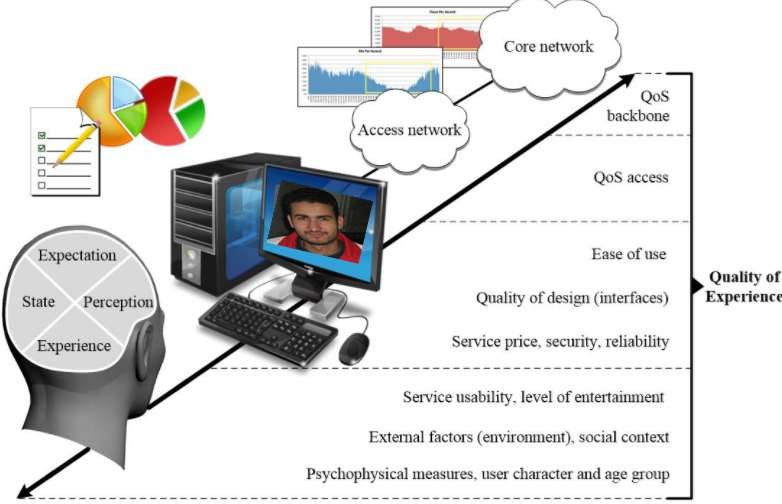 Core network
Access network
QoS
backbone
QoS access
Ease of use
Quality of design (interfaces)
Service price, security, reliability
Quality of
Experience
Expectation
State
Perception
Experience
Service usability, level of entertainment
External factors (environment), social context
Psychophysical measures, user character and age group